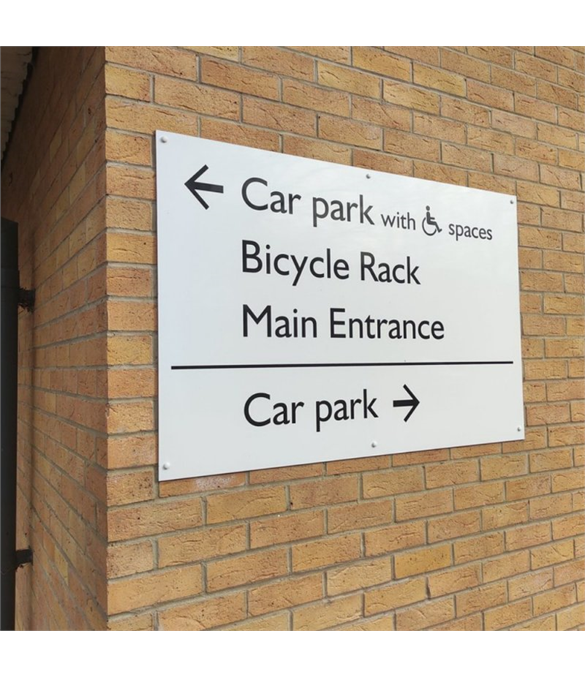 ← Car park with ♿ spaces
Bicycle Rack
Main Entrance
Car park →